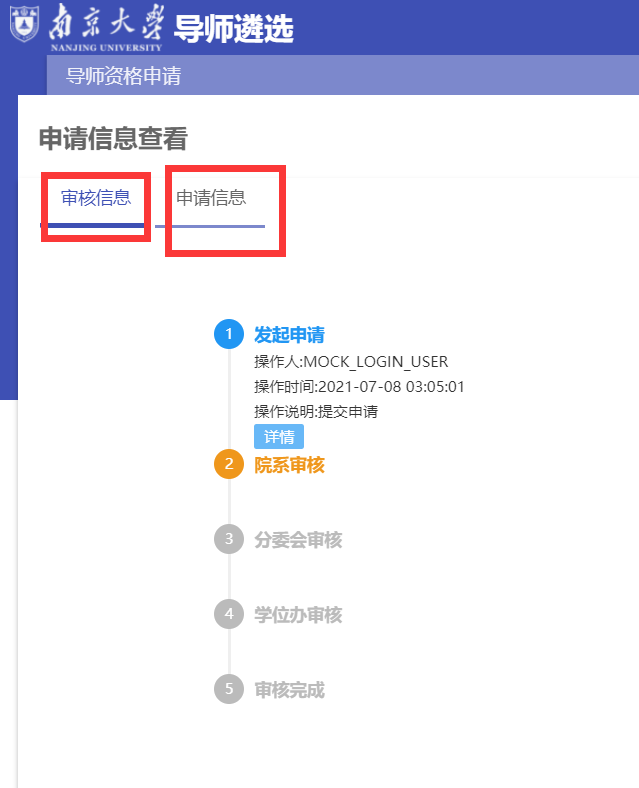 南京大学 导师遴选
NANJING UNIVERSITY
导师资格申请
申请信息查看
审核信息 申请信息
1 发起申请
操作人:MOCK_LOGIN_USER
操作时间:2021-07-08 03:05:01
操作说明:提交申请
详情
2 院系审核
3 分委会审核
4 学位办审核
5 审核完成